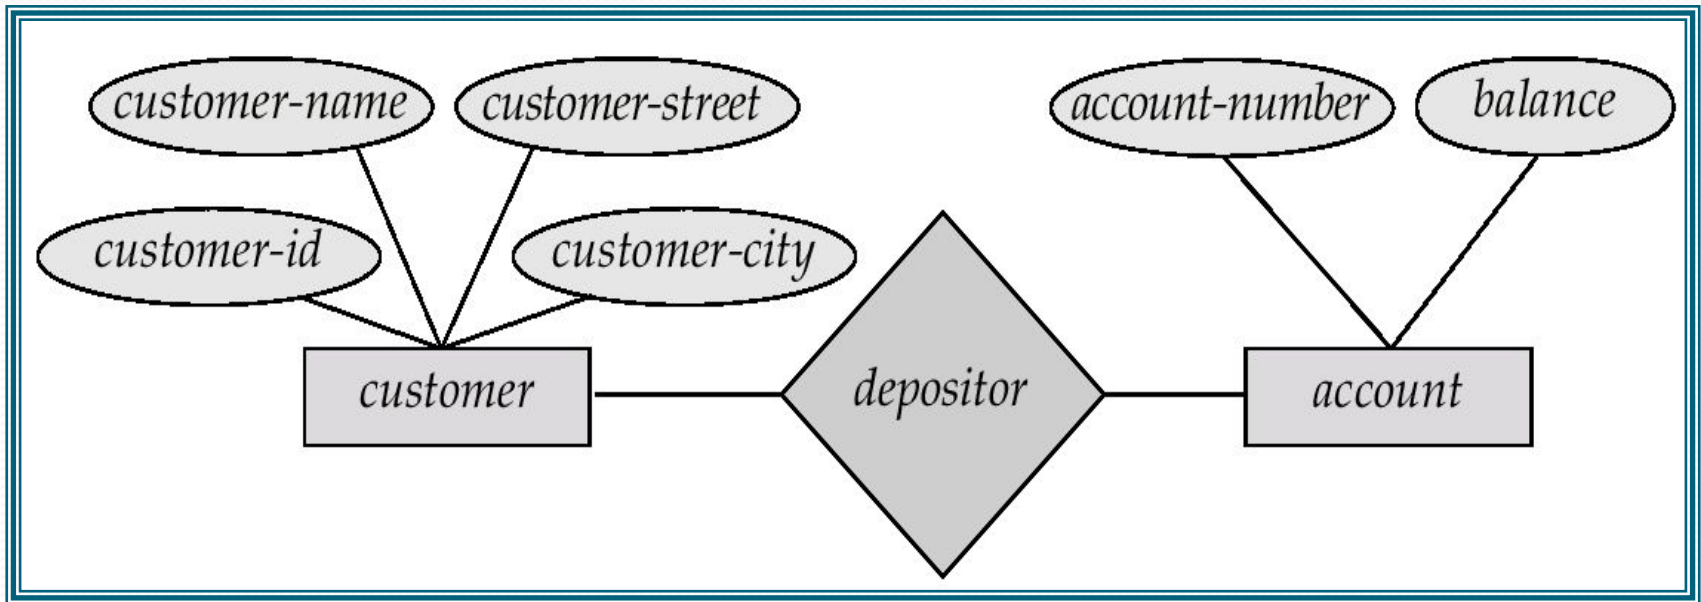 customer-name
customer-street
account-number
balance
customer-id
customer-city
customer
depositor
account